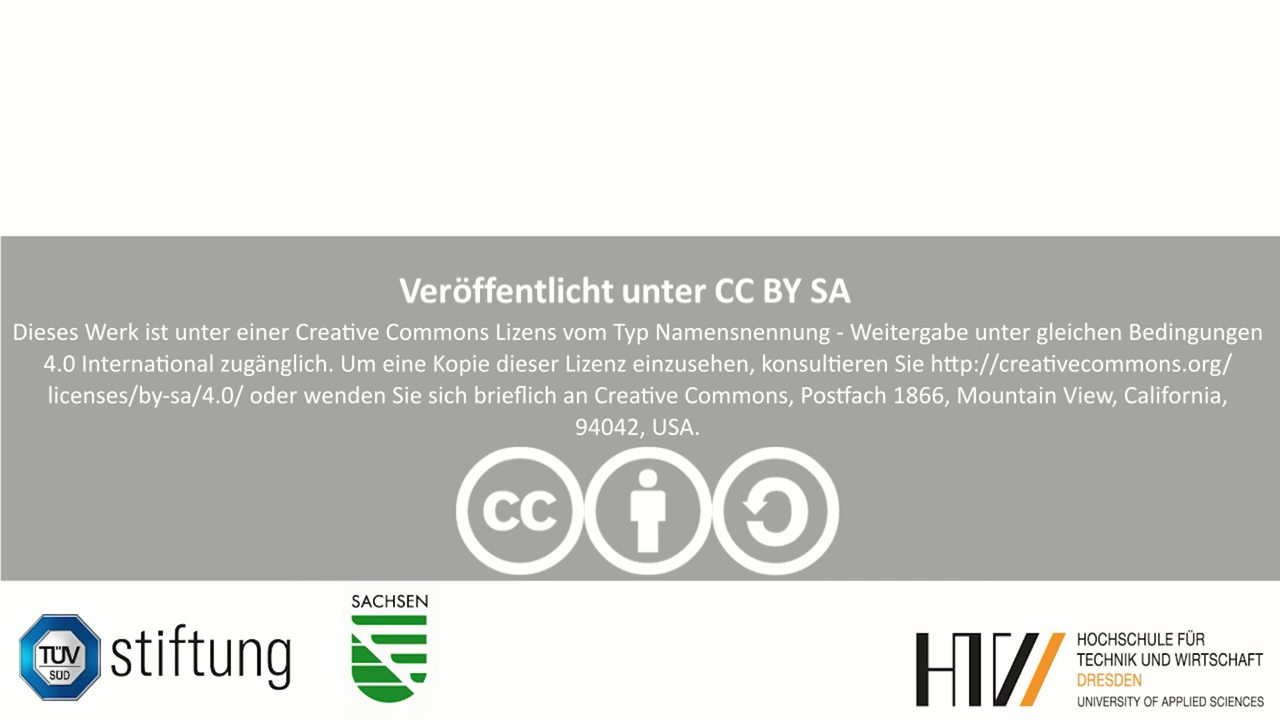 Veröffentlicht unter CC BY SA
Dieses Werk ist unter einer Creative Commons Lizens vom Typ Namensnennung - Weitergabe unter gleichen Bedingungen
4.0 International zugänglich. Um eine Kopie dieser Lizenz einzusehen, konsultieren Sie http://creativecommons.org/
licenses/by-sa/4.0/ oder wenden Sie sich brieflich an Creative Commons, Postfach 1866, Mountain View, California,
94042, USA.
cc
TÜV
SÜD
stiftung
SACHSEN
HTW
HOCHSCHULE FÜR
TECHNIK UND WIRTSCHAFT
DRESDEN
UNIVERSITY OF APPLIED SCIENCES